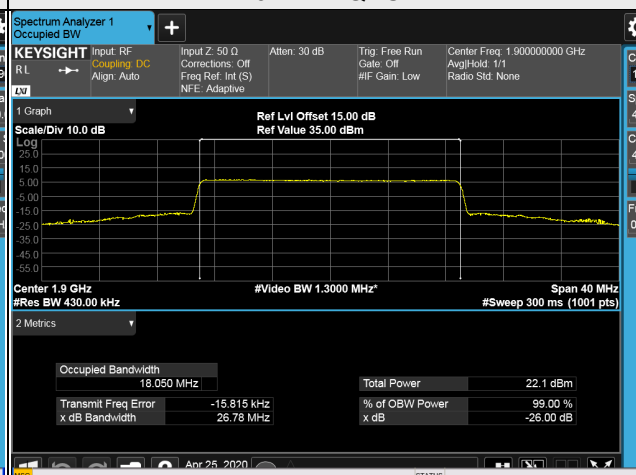 Spectrum Analyzer 1
Occupied BW
KEYSIGHT
R L
LXI
Input: RF
Coupling: DC
Align: Auto
Input Z: 50 Ω
Corrections: Off
Freq Ref: Int (S)
NFE: Adaptive
Atten: 30 dB
Trig: Free Run
Gate: Off
#IF Gain: Low
Center Freq: 1.900000000 GHz
Avg|Hold: 1/1
Radio Std: None
1 Graph
Scale/Div 10.0 dB
Ref Lvl Offset 15.00 dB
Ref Value 35.00 dBm
Log
25.0
15.0
5.00
-5.00
-15.0
-25.0
-35.0
-45.0
-55.0
Center 1.9 GHz
#Video BW 1.3000 MHz*
Span 40 MHz
#Res BW 430.00 kHz
#Sweep 300 ms (1001 pts)
2 Metrics
Occupied Bandwidth
18.050 MHz
Total Power 22.1 dBm
Transmit Freq Error -15.815 kHz
% of OBW Power 99.00 %
x dB Bandwidth 26.78 MHz
x dB -26.00 dB
Apr 25, 2020
MSG
STATUS